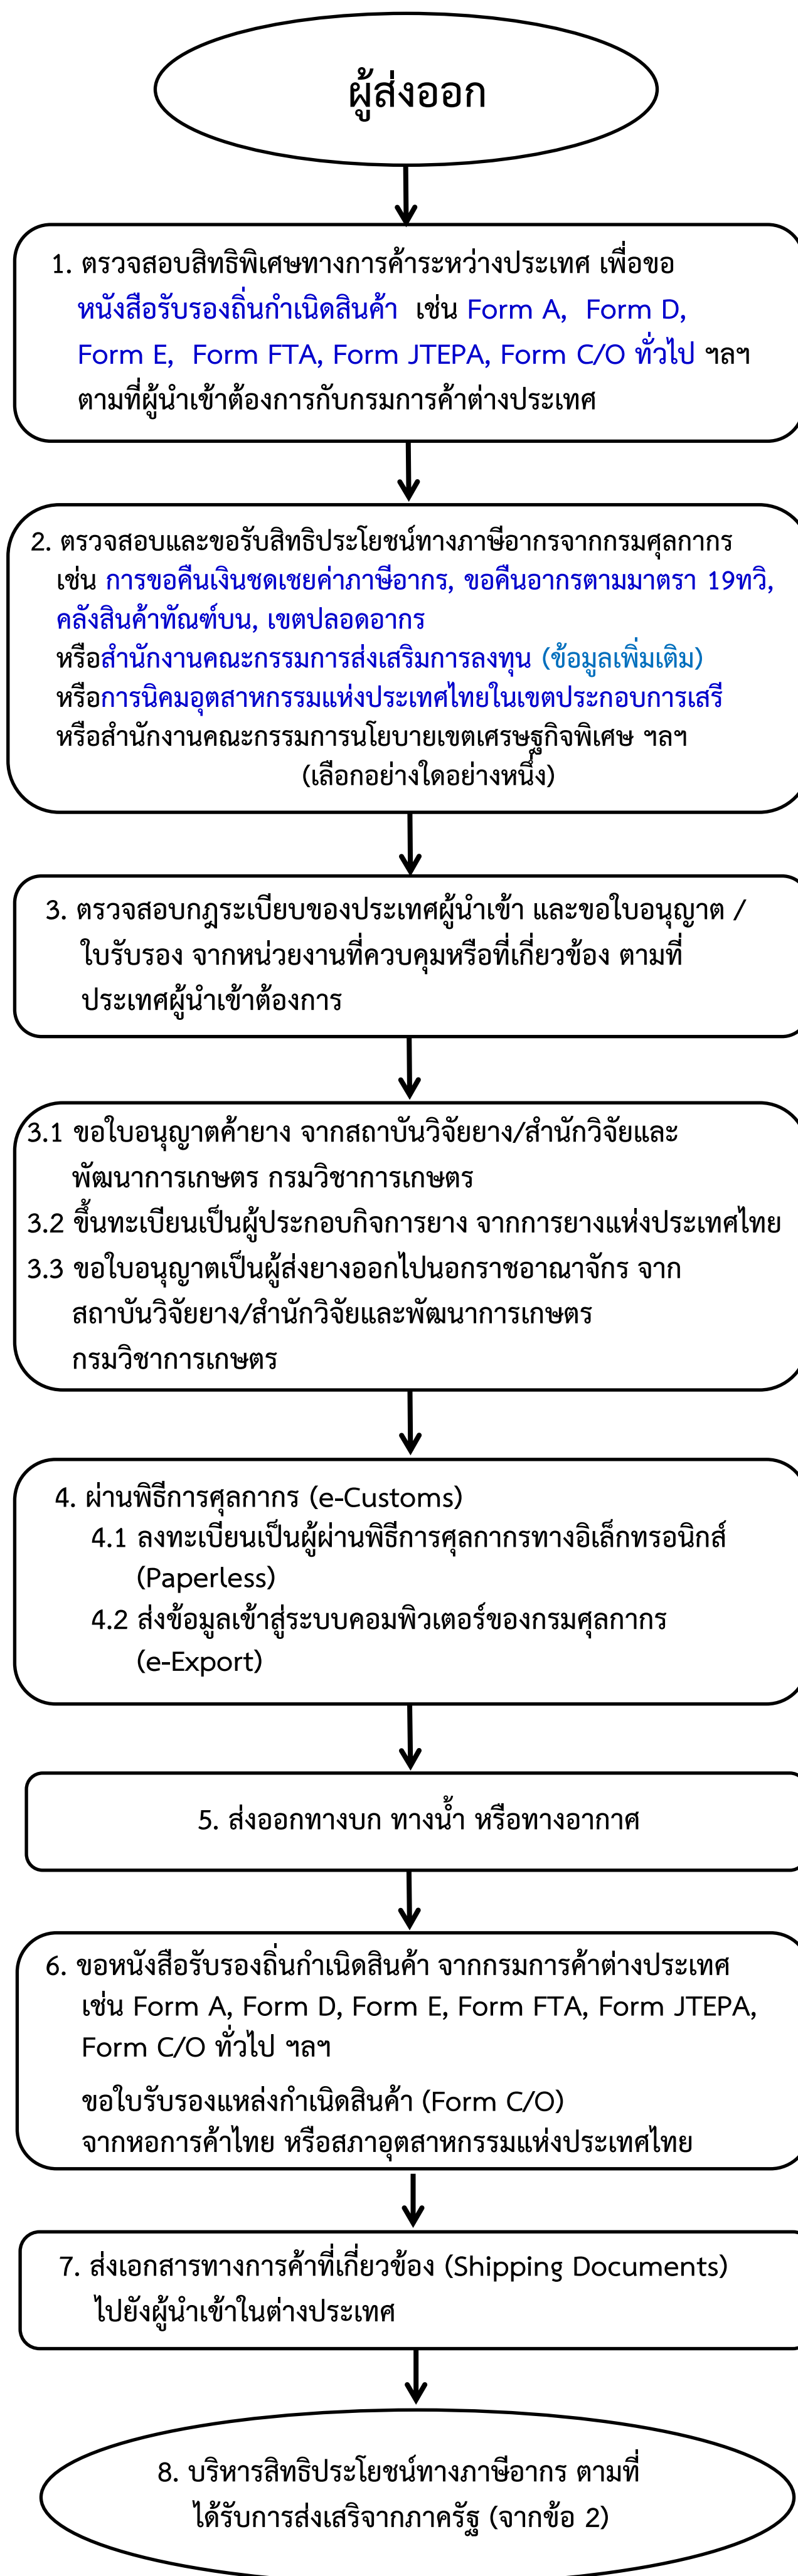 ผู้ส่งออก
1. ตรวจสอบสิทธิพิเศษทางการค้าระหว่างประเทศ เพื่อขอ
หนังสือรับรองถิ่นกำเนิดสินค้า เช่น Form A, Form D,
Form E, Form FTA, Form JTEPA, Form C/O ทั่วไป ฯลฯ
ตามที่ผู้นำเข้าต้องการกับกรมการค้าต่างประเทศ
2. ตรวจสอบและขอรับสิทธิประโยชน์ทางภาษีอากรจากกรมศุลกากร
เช่น การขอคืนเงินชดเชยค่าภาษีอากร, ขอคืนอากรตามมาตรา 19ทวิ,
คลังสินค้าทัณฑ์บน, เขตปลอดอากร
หรือสำนักงานคณะกรรมการส่งเสริมการลงทุน (ข้อมูลเพิ่มเติม)
หรือการนิคมอุตสาหกรรมแห่งประเทศไทยในเขตประกอบการเสรี
หรือสำนักงานคณะกรรมการนโยบายเขตเศรษฐกิจพิเศษ ฯลฯ
(เลือกอย่างใดอย่างหนึ่ง)
3. ตรวจสอบกฎระเบียบของประเทศผู้นำเข้า และขอใบอนุญาต /
ใบรับรอง จากหน่วยงานที่ควบคุมหรือที่เกี่ยวข้อง ตามที่
ประเทศผู้นำเข้าต้องการ
3.1 ขอใบอนุญาตค้ายาง จากสถาบันวิจัยยาง/สำนักวิจัยและ
พัฒนาการเกษตร กรมวิชาการเกษตร
3.2 ขึ้นทะเบียนเป็นผู้ประกอบกิจการยาง จากการยางแห่งประเทศไทย
3.3 ขอใบอนุญาตเป็นผู้ส่งยางออกไปนอกราชอาณาจักร จาก
สถาบันวิจัยยาง/สำนักวิจัยและพัฒนาการเกษตร
กรมวิชาการเกษตร
4. ผ่านพิธีการศุลกากร (e-Customs)
4.1 ลงทะเบียนเป็นผู้ผ่านพิธีการศุลกากรทางอิเล็กทรอนิกส์
(Paperless)
4.2 ส่งข้อมูลเข้าสู่ระบบคอมพิวเตอร์ของกรมศุลกากร
(e-Export)
5. ส่งออกทางบก ทางน้ำ หรือทางอากาศ
6. ขอหนังสือรับรองถิ่นกำเนิดสินค้า จากกรมการค้าต่างประเทศ
เช่น Form A, Form D, Form E, Form FTA, Form JTEPA,
Form C/O ทั่วไป ฯลฯ
ขอใบรับรองแหล่งกำเนิดสินค้า (Form C/O)
จากหอการค้าไทย หรือสภาอุตสาหกรรมแห่งประเทศไทย
7. ส่งเอกสารทางการค้าที่เกี่ยวข้อง (Shipping Documents)
ไปยังผู้นำเข้าในต่างประเทศ
8. บริหารสิทธิประโยชน์ทางภาษีอากร ตามที่
ได้รับการส่งเสริจากภาครัฐ (จากข้อ 2)